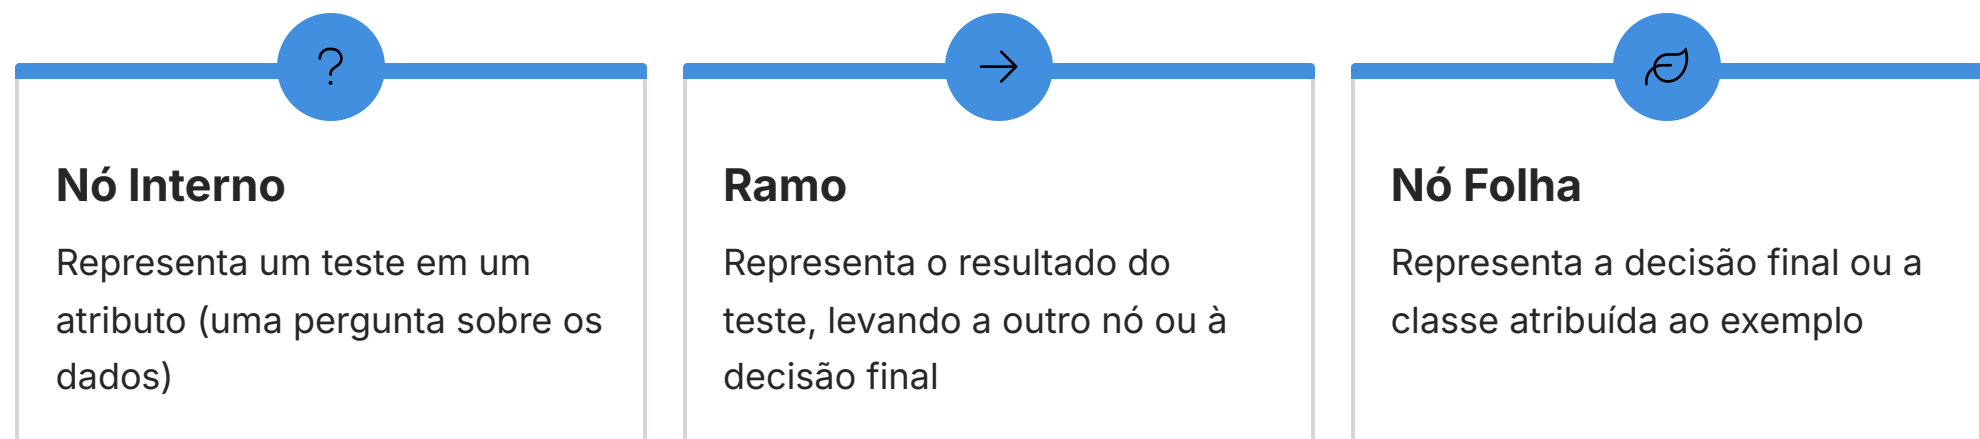 Nó Interno
Representa um teste em um
atributo (uma pergunta sobre os
dados)
Ramo
Representa o resultado do
teste, levando a outro nó ou à
decisão final
Nó Folha
Representa a decisão final ou a
classe atribuída ao exemplo